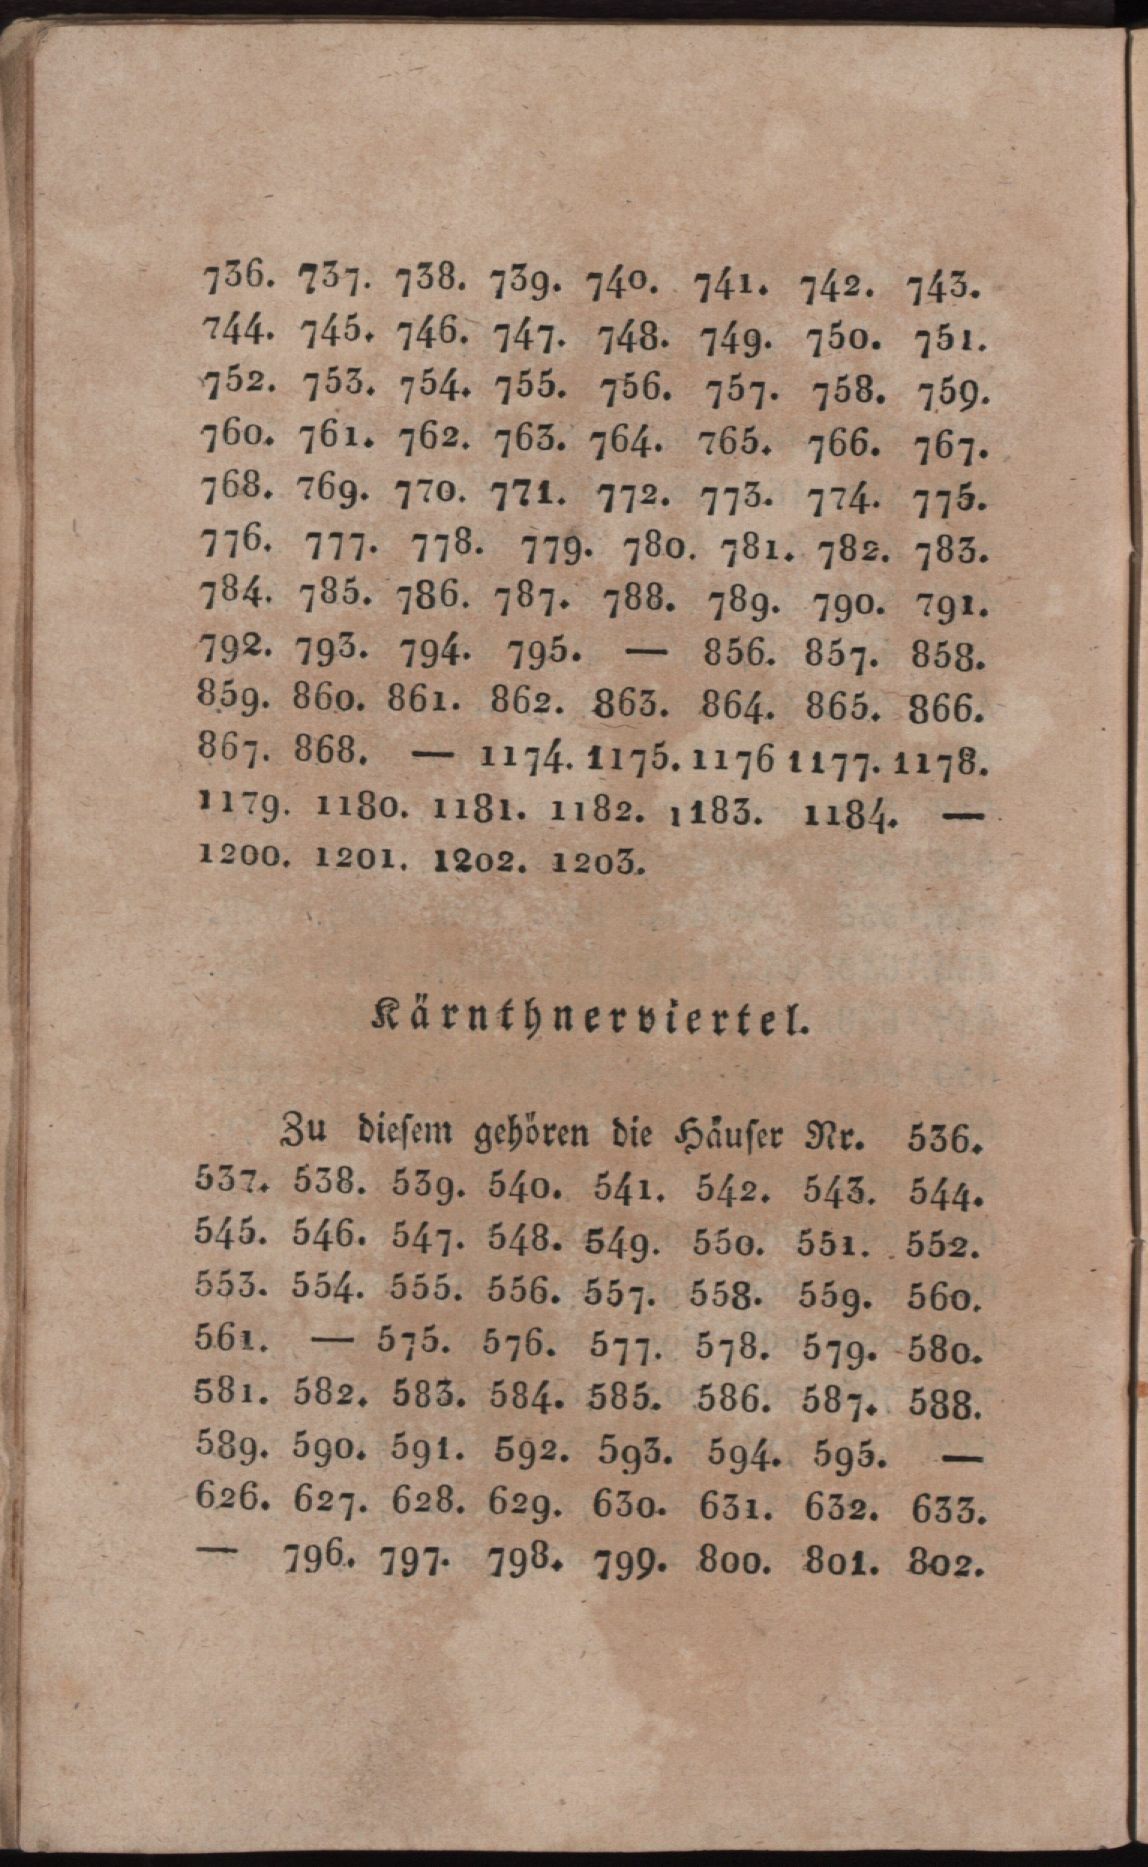 736. 737. 738. 739. 740. 741. 742. 743.
744. 745. 746. 747. 748. 749. 750. 751.
752. 753. 754. 755. 756. 757. 758. 759.
760. 761. 762. 763. 764. 765. 766. 767.
768. 769. 770. 771. 772. 773. 774. 775.
776. 777. 778. 779. 780. 781. 782. 783.
784. 785. 786. 787. 788. 789. 790. 791.
792. 793. 794. 795. — 856. 857. 858.
859. 860. 861. 862. 863. 864. 865. 866.
867. 868. — 1174. 1175. 1176 1177. 1178.
1179. 1180. 1181. 1182. 1183. 1184. —
1200. 1201. 1202. 1203.
Kärnthnerviertel.
Zu diesem gehören die Häuser Nr. 536.
537. 538. 539. 540. 541. 542. 543. 544.
545. 546. 547. 548. 549. 550. 551. 552.
553. 554. 555. 556. 557. 558. 559. 560.
561. — 575. 576. 577. 578. 579. 580.
581. 582. 583. 584. 585. 586. 587. 588.
589. 590. 591. 592. 593. 594. 595. —
626. 627. 628. 629. 630. 631. 632. 633.
— 796. 797. 798. 799. 800. 801. 802.